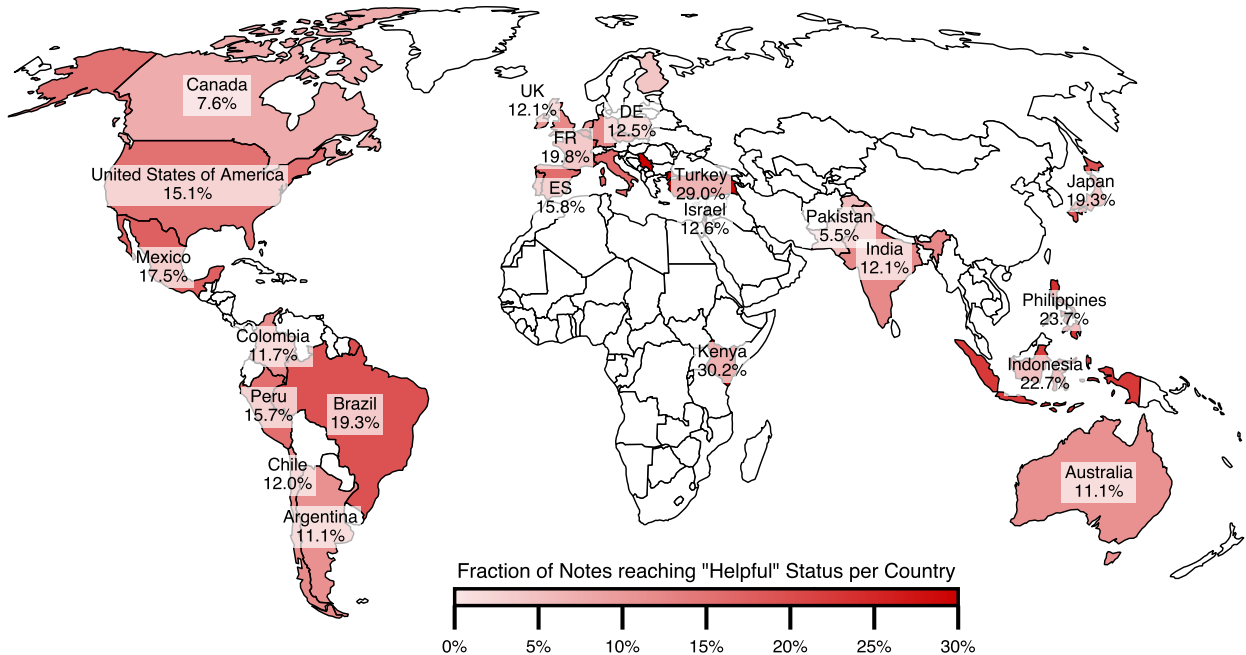 Canada
7.6%
UK
12.1%
DE
12.5%
FR
19.8%
United States of America
15.1%
ES
15.8%
Turkey
29.0%
Israel
12.6%
Japan
19.3%
Pakistan
5.5%
India
12.1%
Mexico
17.5%
Philippines
23.7%
Colombia
11.7%
Kenya
30.2%
Indonesia
22.7%
Peru
15.7%
Brazil
19.3%
Chile
12.0%
Australia
11.1%
Argentina
11.1%
Fraction of Notes reaching "Helpful" Status per Country
0% 5% 10% 15% 20% 25% 30%